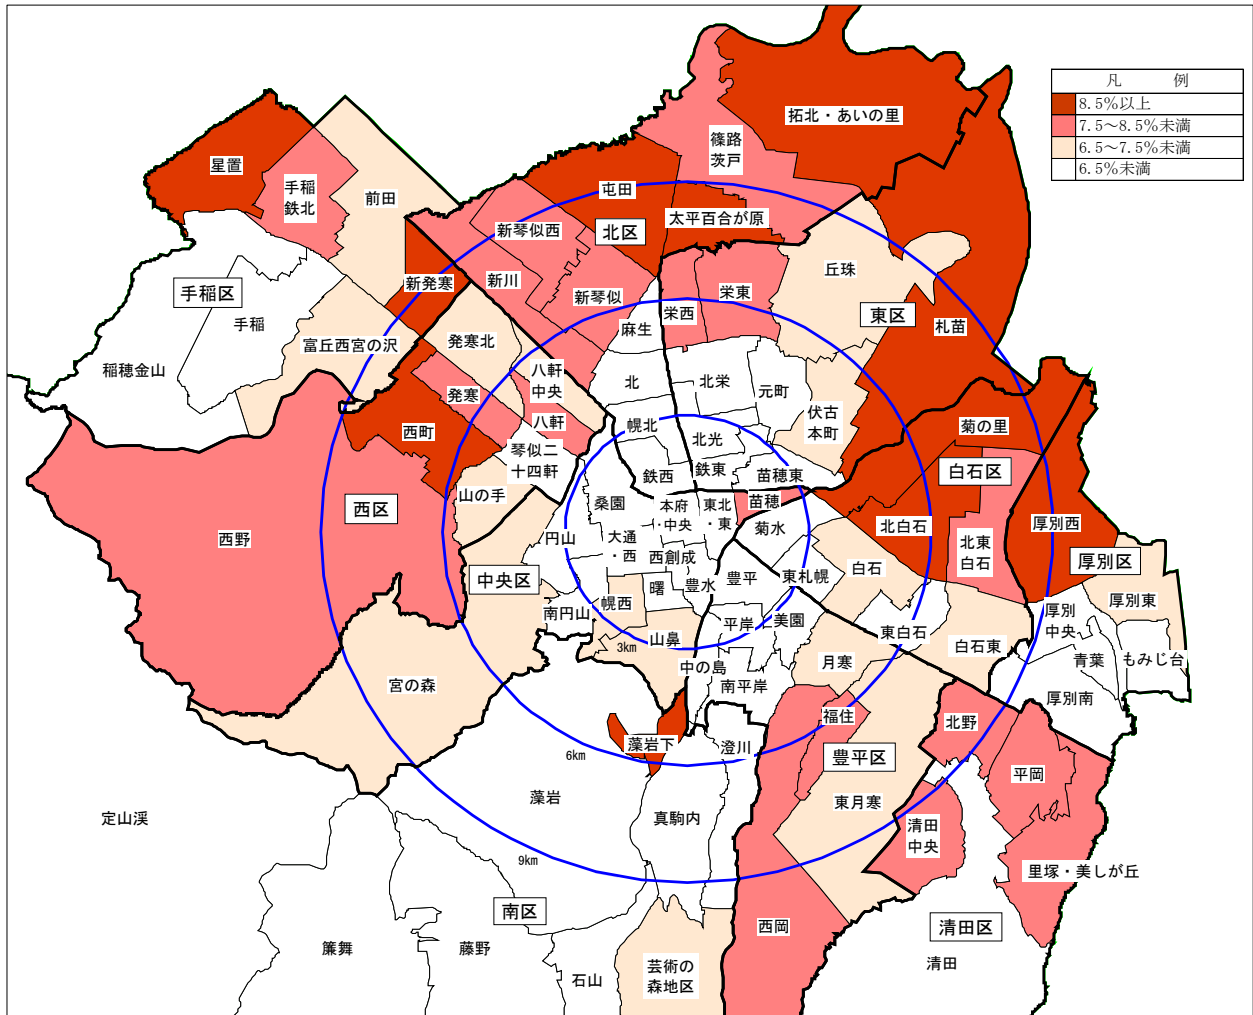 凡 例
8.5%以上
7.5～8.5%未満
6.5～7.5%未満
6.5%未満
拓北・あいの里
篠路
茨戸
星置
手稲
鉄北
前田
屯田
太平百合が原
新琴似西
北区
丘珠
手稲区
新発寒
新川
新琴似
栄東
栄西
東区
札苗
手稲
麻生
富丘西宮の沢
発寒北
稲穂金山
八軒
中央
北
北栄
元町
発寒
八軒
伏古
本町
菊の里
西町
幌北
北光
琴似二
十四軒
鉄西
鉄東
苗穂東
白石区
山の手
桑園
本府
・中央
東北
・東
苗穂
西区
北白石
厚別西
西野
円山
大通
・西
菊水
北東
白石
西創成
厚別区
中央区
曙
豊水
豊平
東札幌
白石
幌西
厚別東
南円山
平岸
美園
厚別
中央
山鼻
東白石
白石東
3km
中の島
月寒
青葉
もみじ台
宮の森
南平岸
厚別南
福住
北野
藻岩下
澄川
6km
豊平区
平岡
藻岩
東月寒
定山渓
真駒内
清田
中央
9km
里塚・美しが丘
南区
西岡
清田区
簾舞
藤野
清田
石山
芸術の
森地区